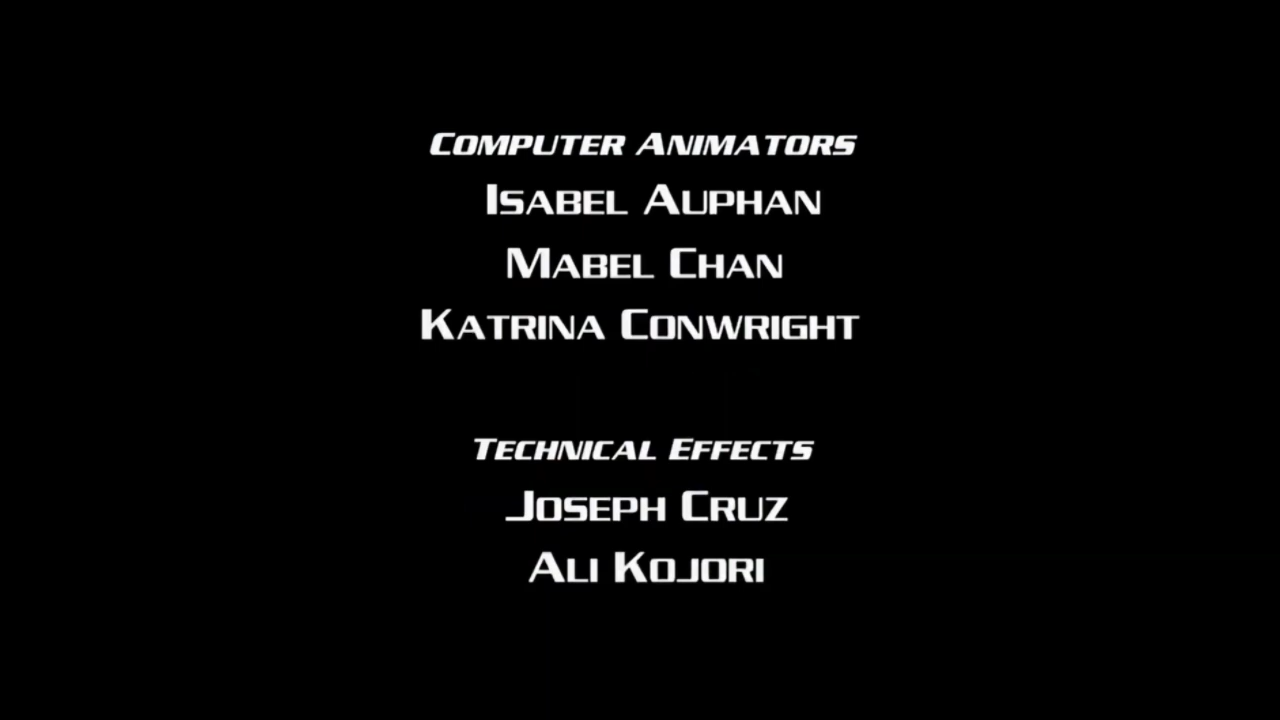 Computer Animators
Isabel Auphan
Mabel Chan
Katrina Conwright
Technical Effects
Joseph Cruz
Ali Kojori